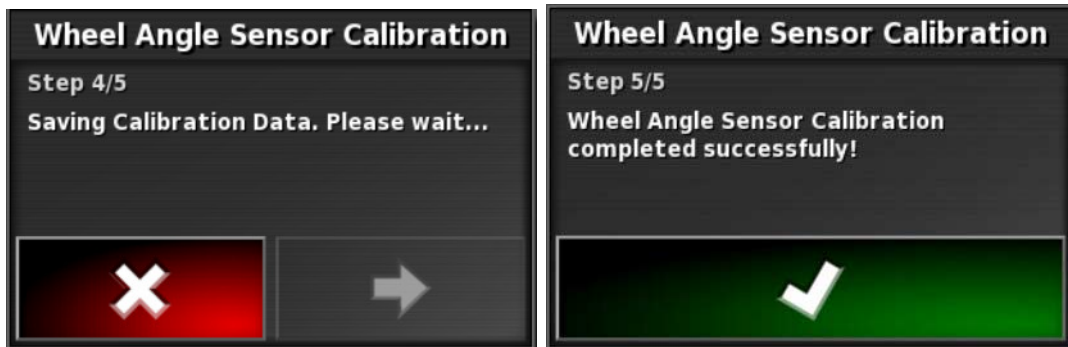 Wheel Angle Sensor Calibration
Step 4/5
Saving Calibration Data. Please wait...
Wheel Angle Sensor Calibration
Step 5/5
Wheel Angle Sensor Calibration
completed successfully!